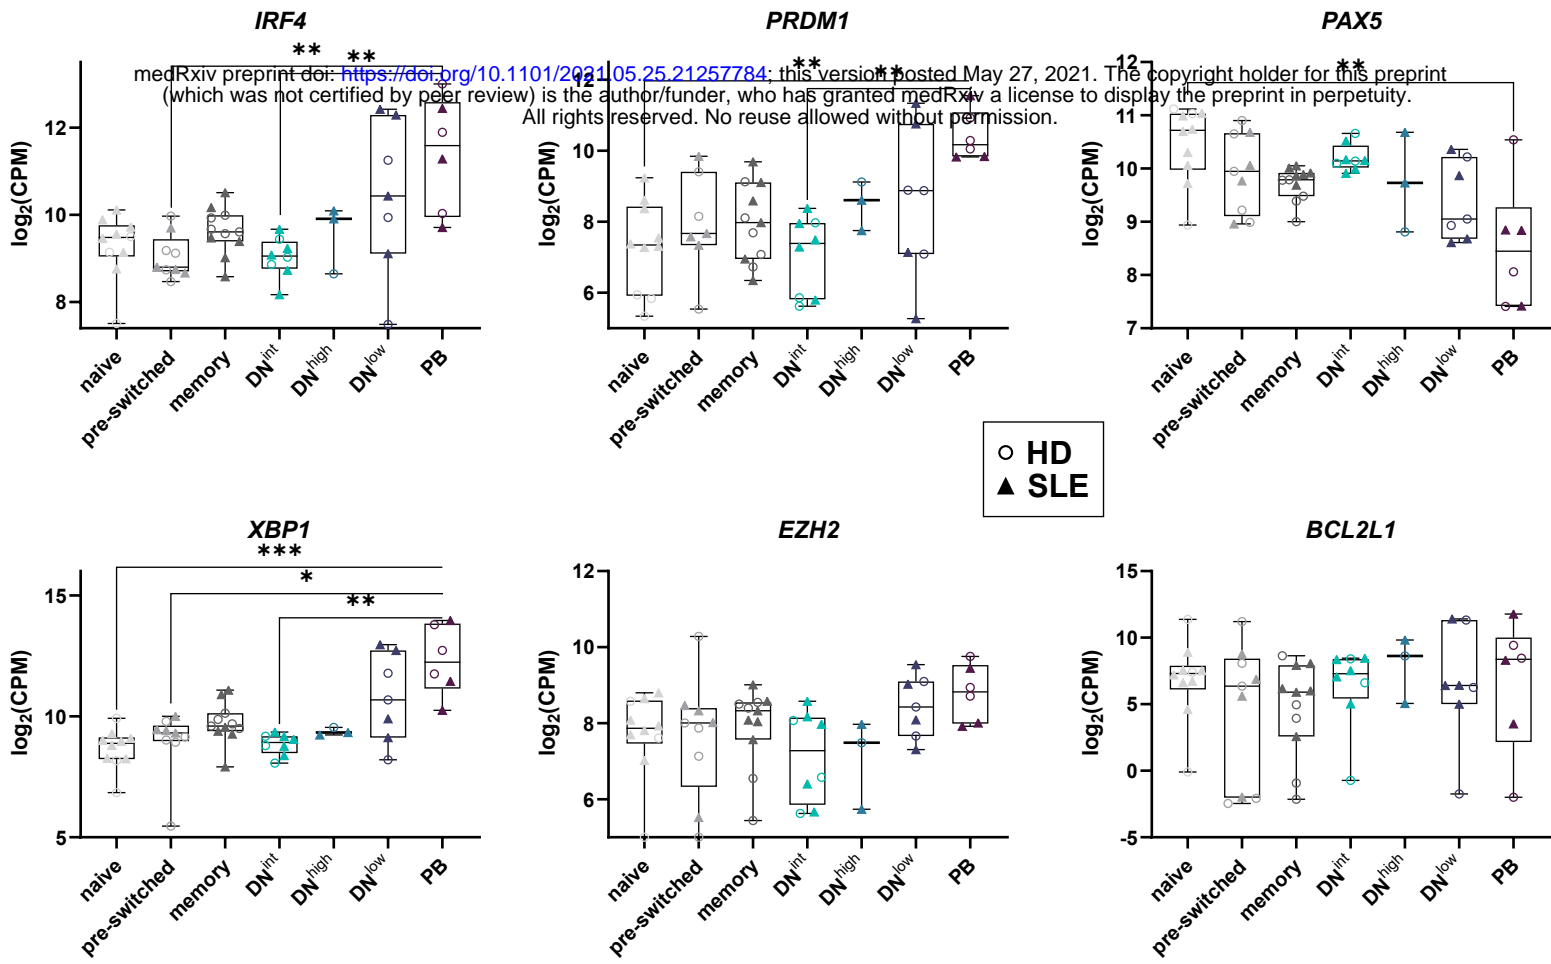 IRF4
PRDM1
PAX5
medRxiv preprint doi: https://doi.org/10.1101/2021.05.25.21257784; this version posted May 27, 2021. The copyright holder for this preprint
(which was not certified by peer review) is the author/funder, who has granted medRxiv a license to display the preprint in perpetuity.
All rights reserved. No reuse allowed without permission.
** **
** **
**
log2(CPM)
12
10
8
naive
pre-switched
memory
DNint
DNhigh
DNlow
PB
log2(CPM)
12
10
8
6
naive
pre-switched
memory
DNint
DNhigh
DNlow
PB
log2(CPM)
12
11
10
9
8
7
naive
pre-switched
memory
DNint
DNhigh
DNlow
PB
HD
SLE
XBP1
***
*
**
log2(CPM)
15
10
5
naive
pre-switched
memory
DNint
DNhigh
DNlow
PB
EZH2
log2(CPM)
12
10
8
6
naive
pre-switched
memory
DNint
DNhigh
DNlow
PB
BCL2L1
log2(CPM)
15
10
5
0
-5
naive
pre-switched
memory
DNint
DNhigh
DNlow
PB